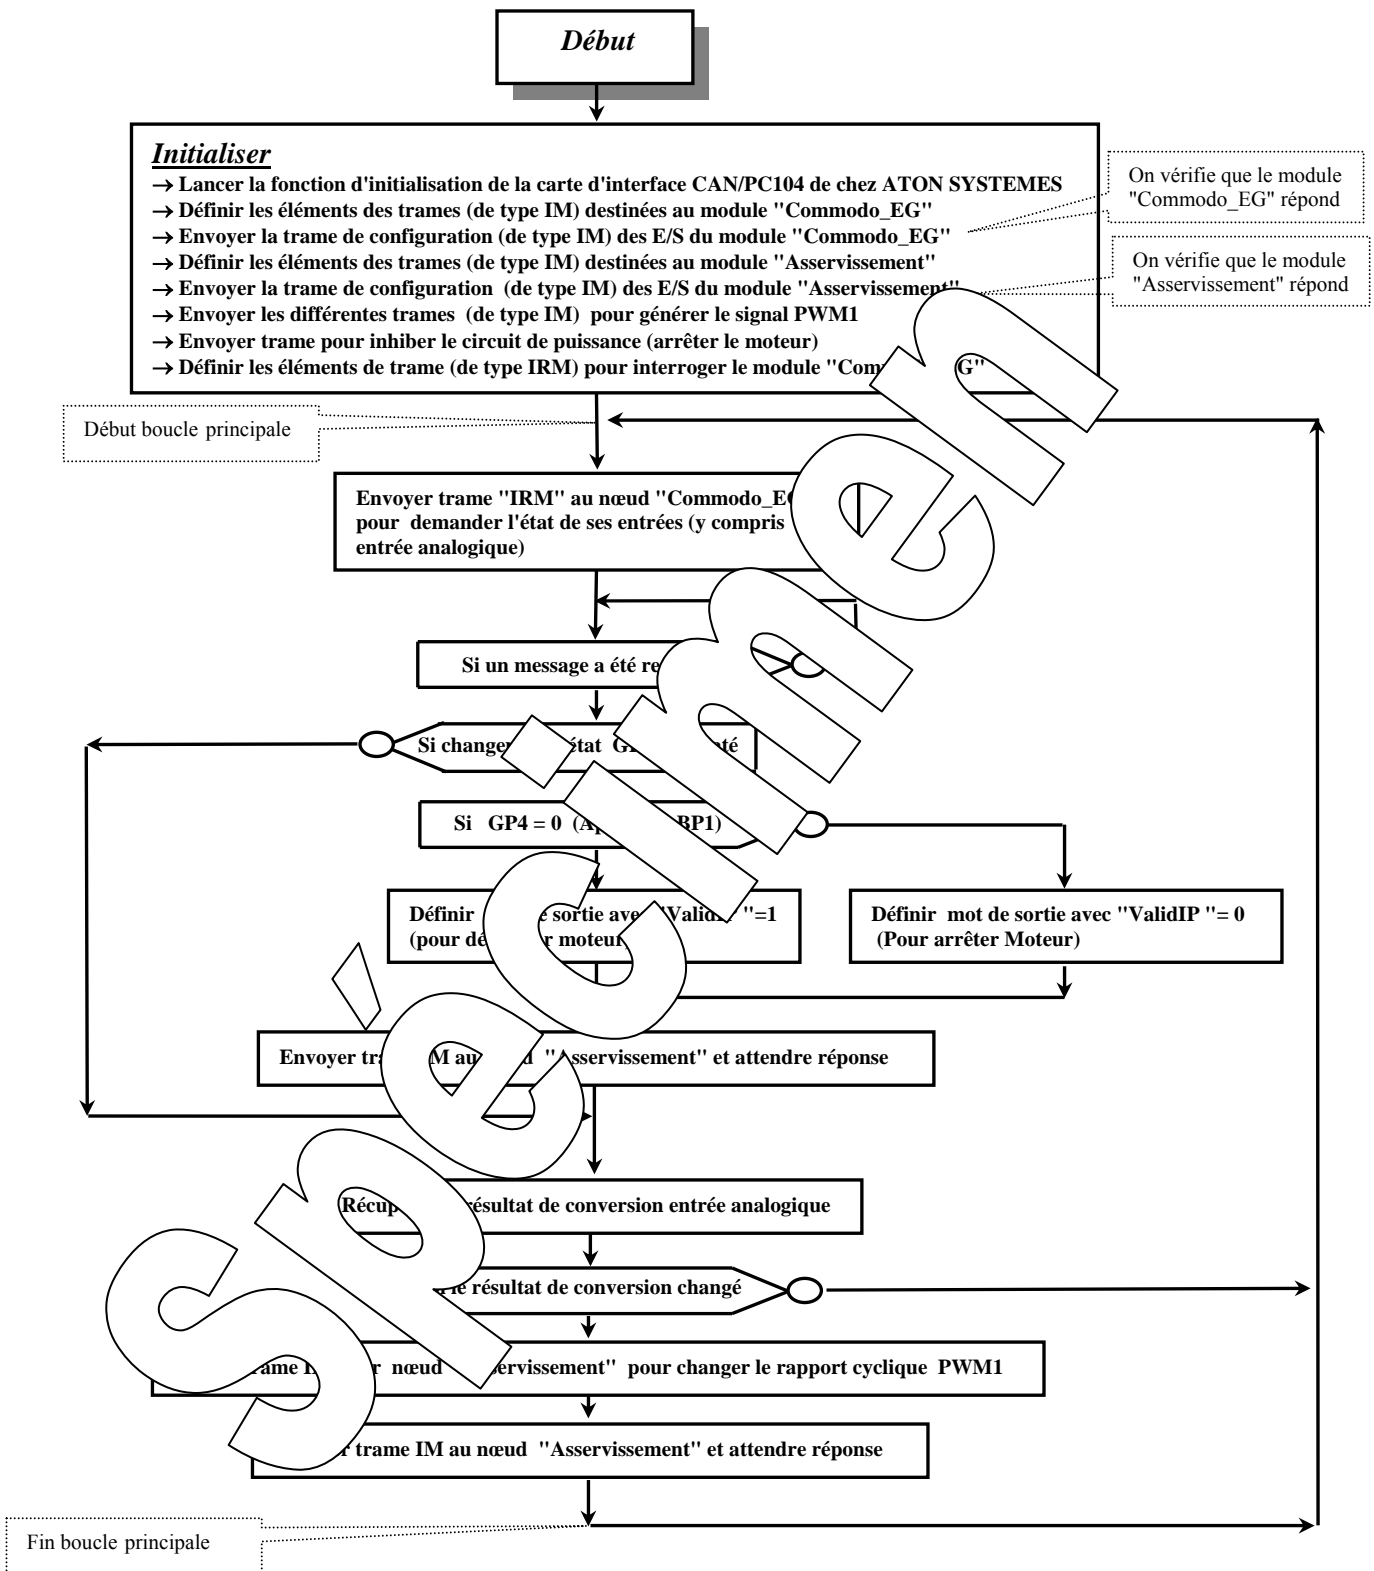 Début
Initialiser
→ Lancer la fonction d'initialisation de la carte d'interface CAN/PC104 de chez ATON SYSTEMES
→ Définir les éléments des trames (de type IM) destinées au module "Commodo_EG"
→ Envoyer la trame de configuration (de type IM) des E/S du module "Commodo_EG"
→ Définir les éléments des trames (de type IM) destinées au module "Asservissement"
→ Envoyer la trame de configuration (de type IM) des E/S du module "Asservissement"
→ Envoyer les différentes trames (de type IM) pour générer le signal PWM1
→ Envoyer trame pour inhiber le circuit de puissance (arrêter le moteur)
→ Définir les éléments de trame (de type IRM) pour interroger le module
On vérifie que le module
"Commodo_EG" répond
On vérifie que le module
"Asservissement" répond
Début boucle principale
Envoyer trame "IRM" au nœud "Commodo_EG
pour demander l'état de ses entrées (y compris
entrée analogique)
Si un message a été
Si état
Si GP4 = 0 BP1)
Définir sortie avec "ValidIP "=1
(pour moteur)
Définir mot de sortie avec "ValidIP "= 0
(Pour arrêter Moteur)
Envoyer au "Asservissement" et attendre réponse
résultat de conversion entrée analogique
le résultat de conversion changé
nœud pour changer le rapport cyclique PWM1
trame IM au nœud "Asservissement" et attendre réponse
Fin boucle principale
Spécimen